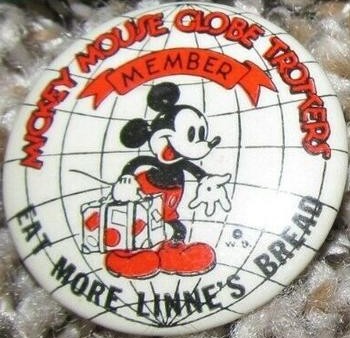 MICKEY MOUSE GLOBE TROTTERS
MEMBER
© W. D.
EAT MORE LINNE'S BREAD